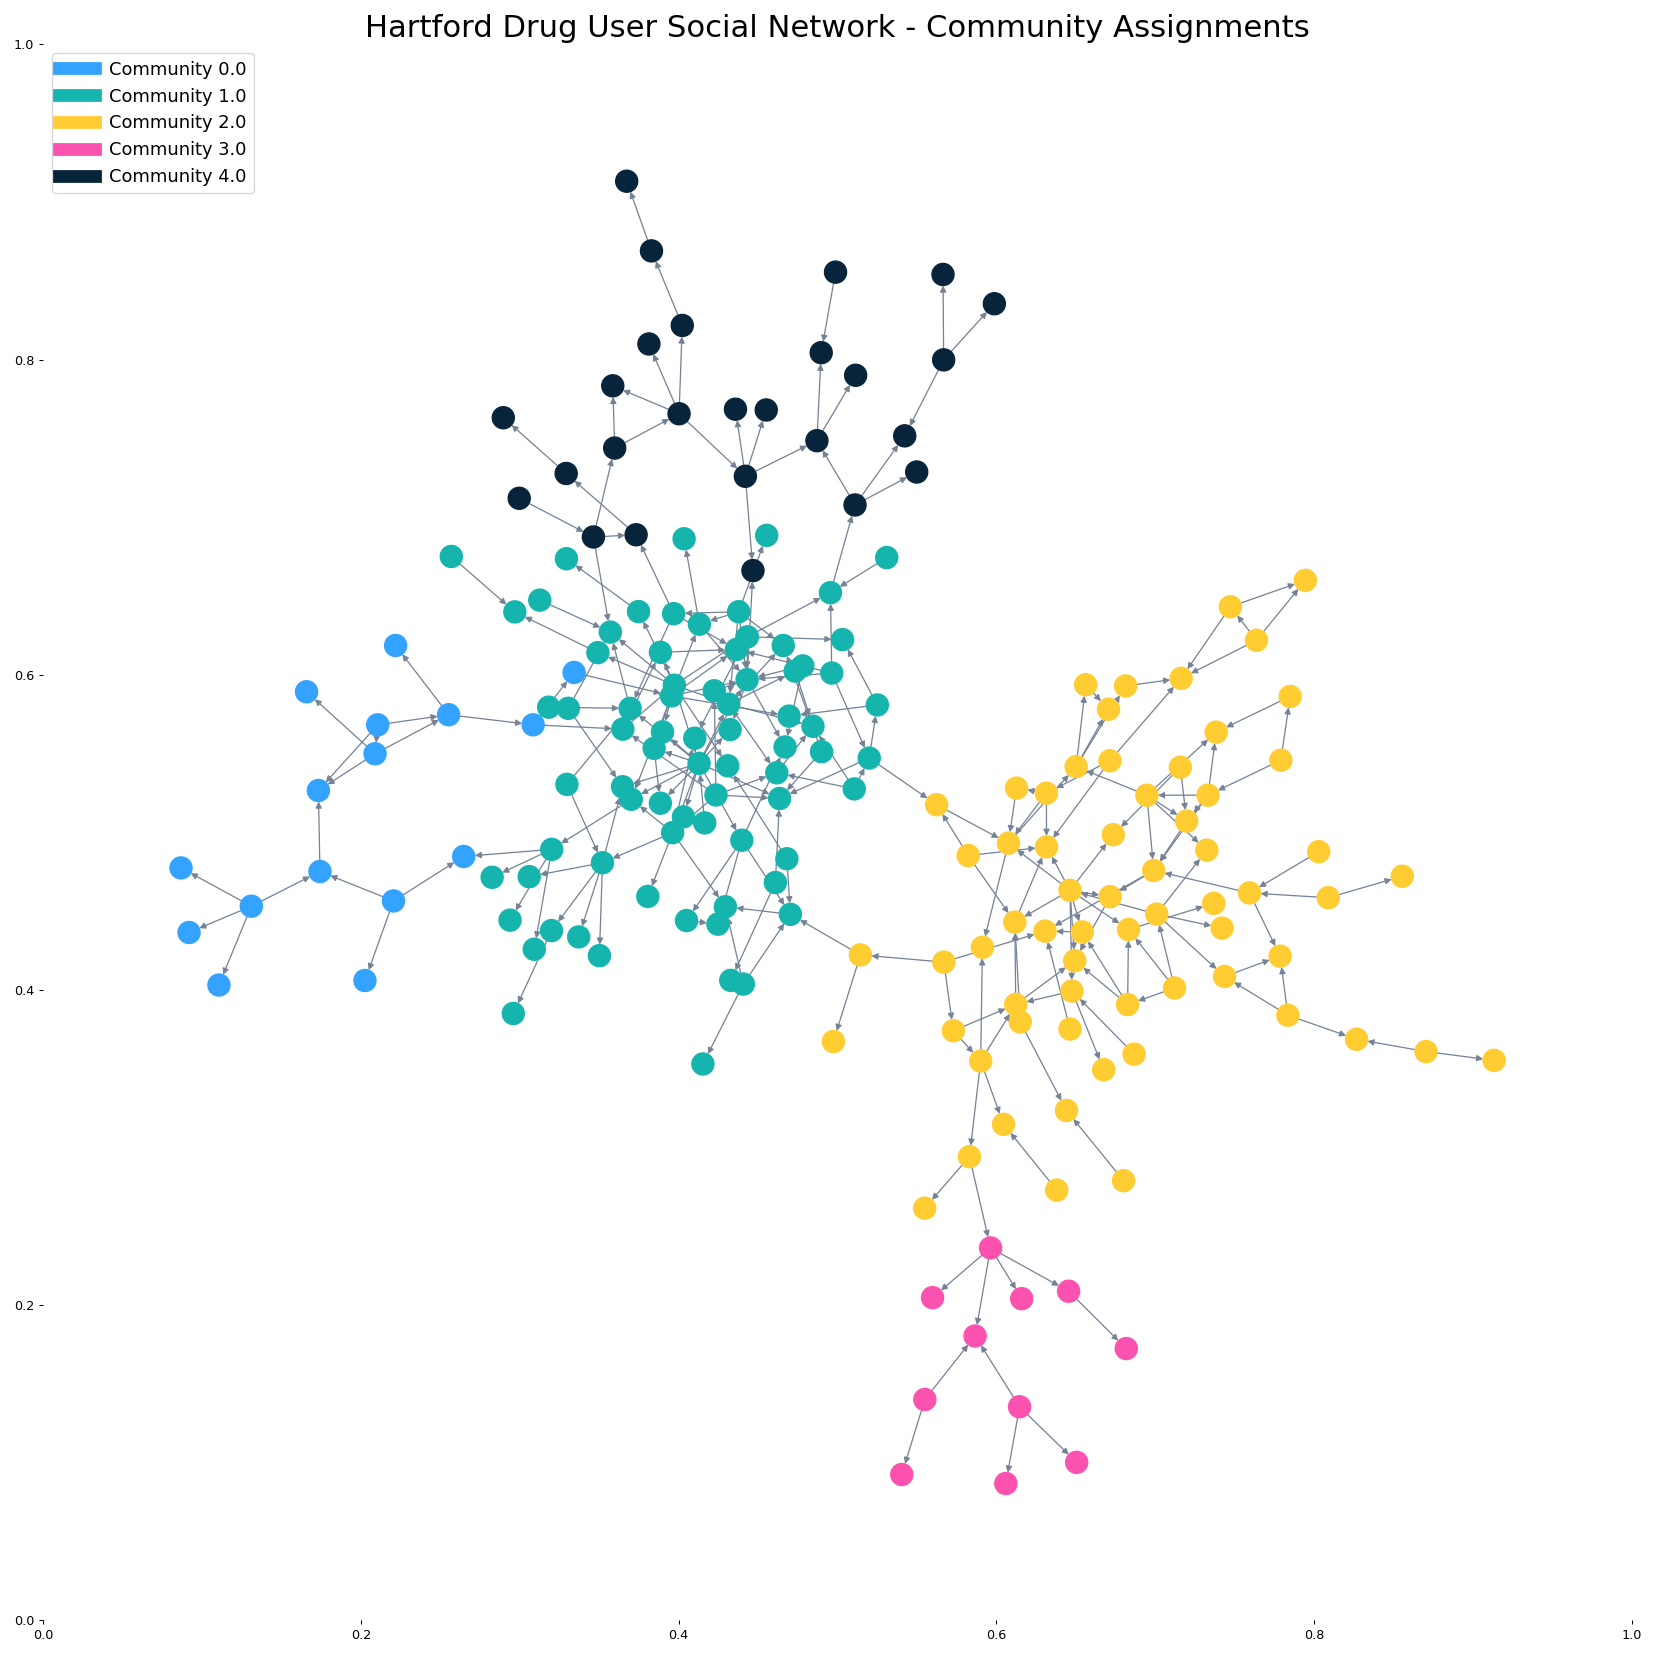 Hartford Drug User Social Network - Community Assignments
1.0
Community 0.0
Community 1.0
Community 2.0
Community 3.0
Community 4.0
0.8
0.6
0.4
0.2
0.0
0.0 0.2 0.4 0.6 0.8 1.0